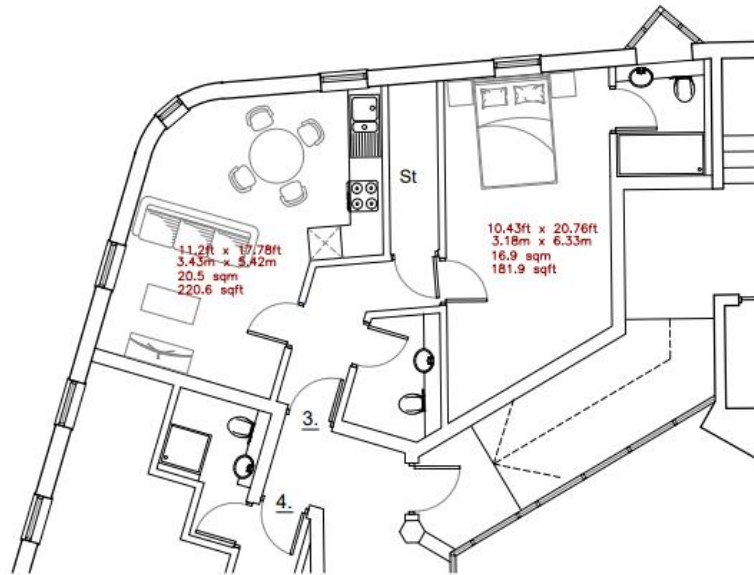 St
11.2ft x 17.78ft
3.43m x 5.42m
20.5 sqm
220.6 sqft
10.43ft x 20.76ft
3.18m x 6.33m
16.9 sqm
181.9 sqft
3.
4.